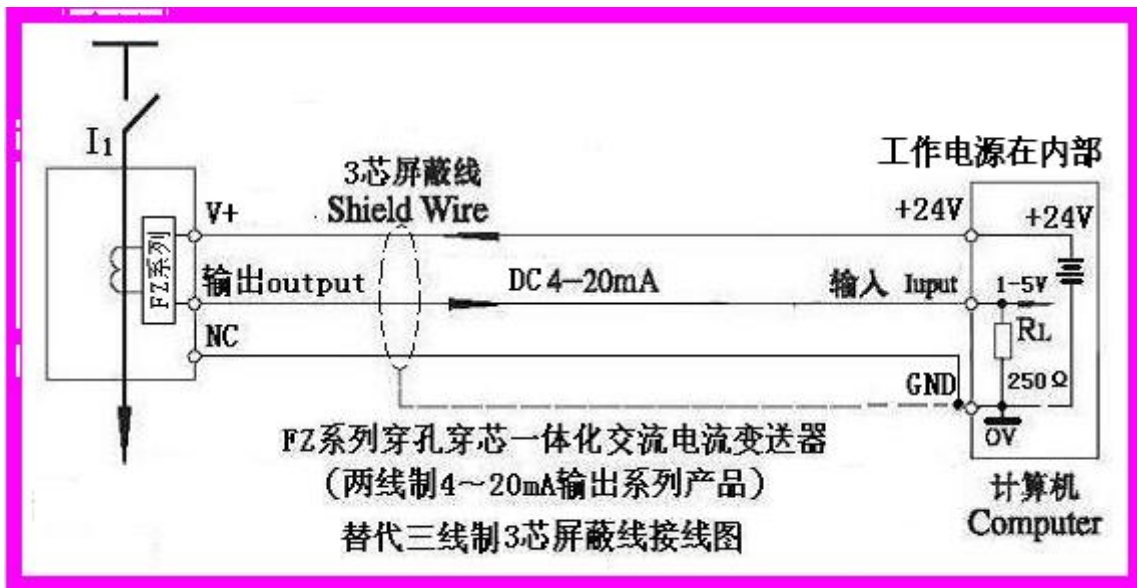 I1
工作电源在内部
3芯屏蔽线
Shield Wire
V+
+24V
+24V
FZ系列
输出output
DC 4-20mA
输入 Iuput
1-5V
RL
NC
GND
250Ω
0V
FZ系列穿孔穿芯一体化交流电流变送器
(两线制4～20mA输出系列产品)
替代三线制3芯屏蔽线接线图
计算机
Computer